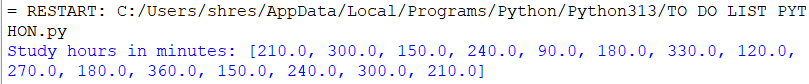 = RESTART: C:/Users/shres/AppData/Local/Programs/Python/Python313/TO DO LIST PYT
HON.py
Study hours in minutes: [210.0, 300.0, 150.0, 240.0, 90.0, 180.0, 330.0, 120.0,
270.0, 180.0, 360.0, 150.0, 240.0, 300.0, 210.0]